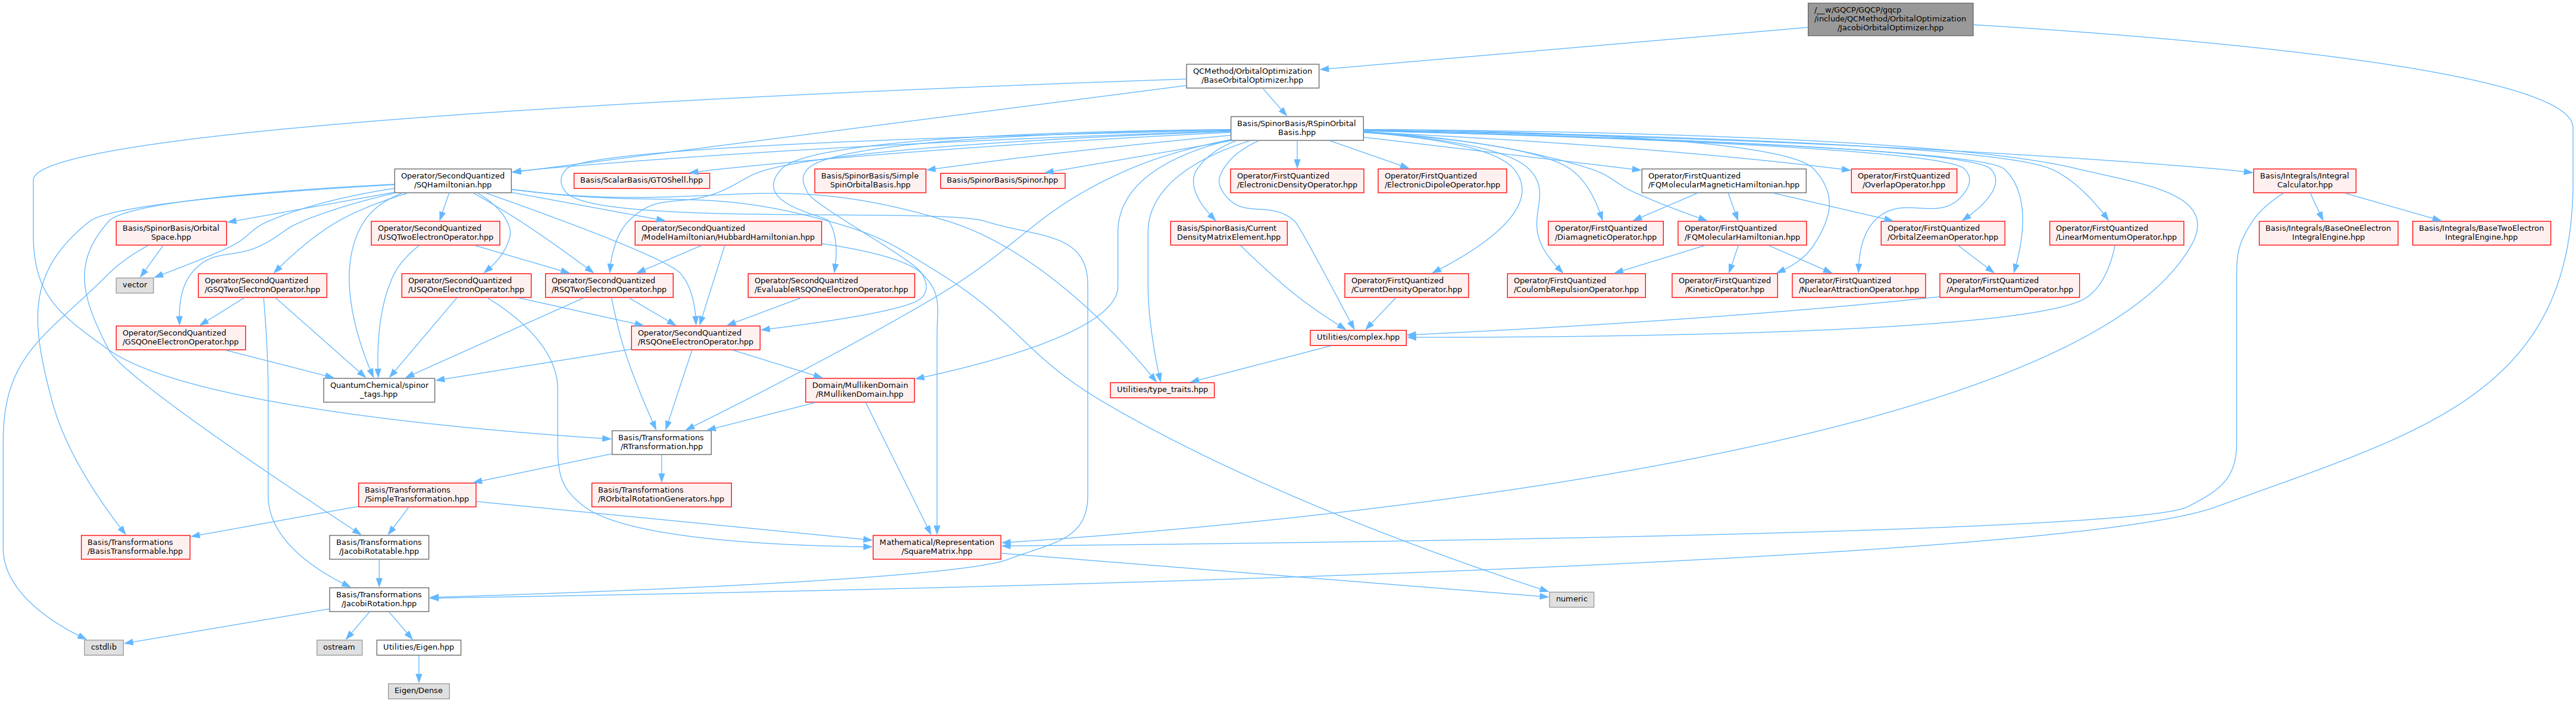 /__w/GQCP/GQCP/gqcp
/include/QCMethod/OrbitalOptimization
/JacobiOrbitalOptimizer.hpp
QCMethod/OrbitalOptimization
/BaseOrbitalOptimizer.hpp
Basis/SpinorBasis/RSpinOrbital
Basis.hpp
Operator/SecondQuantized
/SQHamiltonian.hpp
Basis/ScalarBasis/GTOShell.hpp
Basis/SpinorBasis/Simple
SpinOrbitalBasis.hpp
Basis/SpinorBasis/Spinor.hpp
Operator/FirstQuantized
/ElectronicDensityOperator.hpp
Operator/FirstQuantized
/ElectronicDipoleOperator.hpp
Operator/FirstQuantized
/FQMolecularMagneticHamiltonian.hpp
Operator/FirstQuantized
/OverlapOperator.hpp
Basis/Integrals/Integral
Calculator.hpp
Basis/SpinorBasis/Orbital
Space.hpp
Operator/SecondQuantized
/USQTwoElectronOperator.hpp
Operator/SecondQuantized
/ModelHamiltonian/HubbardHamiltonian.hpp
Basis/SpinorBasis/Current
DensityMatrixElement.hpp
Operator/FirstQuantized
/DiamagneticOperator.hpp
Operator/FirstQuantized
/FQMolecularHamiltonian.hpp
Operator/FirstQuantized
/OrbitalZeemanOperator.hpp
Operator/FirstQuantized
/LinearMomentumOperator.hpp
Basis/Integrals/BaseOneElectron
IntegralEngine.hpp
Basis/Integrals/BaseTwoElectron
IntegralEngine.hpp
vector
Operator/SecondQuantized
/GSQTwoElectronOperator.hpp
Operator/SecondQuantized
/USQOneElectronOperator.hpp
Operator/SecondQuantized
/RSQTwoElectronOperator.hpp
Operator/SecondQuantized
/EvaluableRSQOneElectronOperator.hpp
Operator/FirstQuantized
/CurrentDensityOperator.hpp
Operator/FirstQuantized
/CoulombRepulsionOperator.hpp
Operator/FirstQuantized
/KineticOperator.hpp
Operator/FirstQuantized
/NuclearAttractionOperator.hpp
Operator/FirstQuantized
/AngularMomentumOperator.hpp
Operator/SecondQuantized
/GSQOneElectronOperator.hpp
Operator/SecondQuantized
/RSQOneElectronOperator.hpp
Utilities/complex.hpp
QuantumChemical/spinor
_tags.hpp
Domain/MullikenDomain
/RMullikenDomain.hpp
Utilities/type_traits.hpp
Basis/Transformations
/RTransformation.hpp
Basis/Transformations
/SimpleTransformation.hpp
Basis/Transformations
/ROrbitalRotationGenerators.hpp
Basis/Transformations
/BasisTransformable.hpp
Basis/Transformations
/JacobiRotatable.hpp
Mathematical/Representation
/SquareMatrix.hpp
Basis/Transformations
/JacobiRotation.hpp
numeric
cstdlib
ostream
Utilities/Eigen.hpp
Eigen/Dense